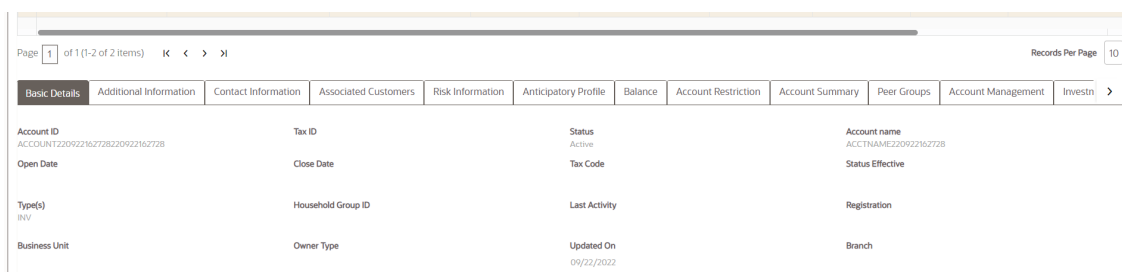 Page 1 of 1 (1-2 of 2 items) Records Per Page 10
Basic Details Additional Information Contact Information Associated Customers Risk Information Anticipatory Profile Balance Account Restriction Account Summary Peer Groups Account Management Investn
Account ID Tax ID Status Account name
ACCOUNT220922162728220922162728 Active ACCTNAME220922162728
Open Date Close Date Tax Code Status Effective
Type(s) Household Group ID Last Activity Registration
INV
Business Unit Owner Type Updated On Branch
09/22/2022